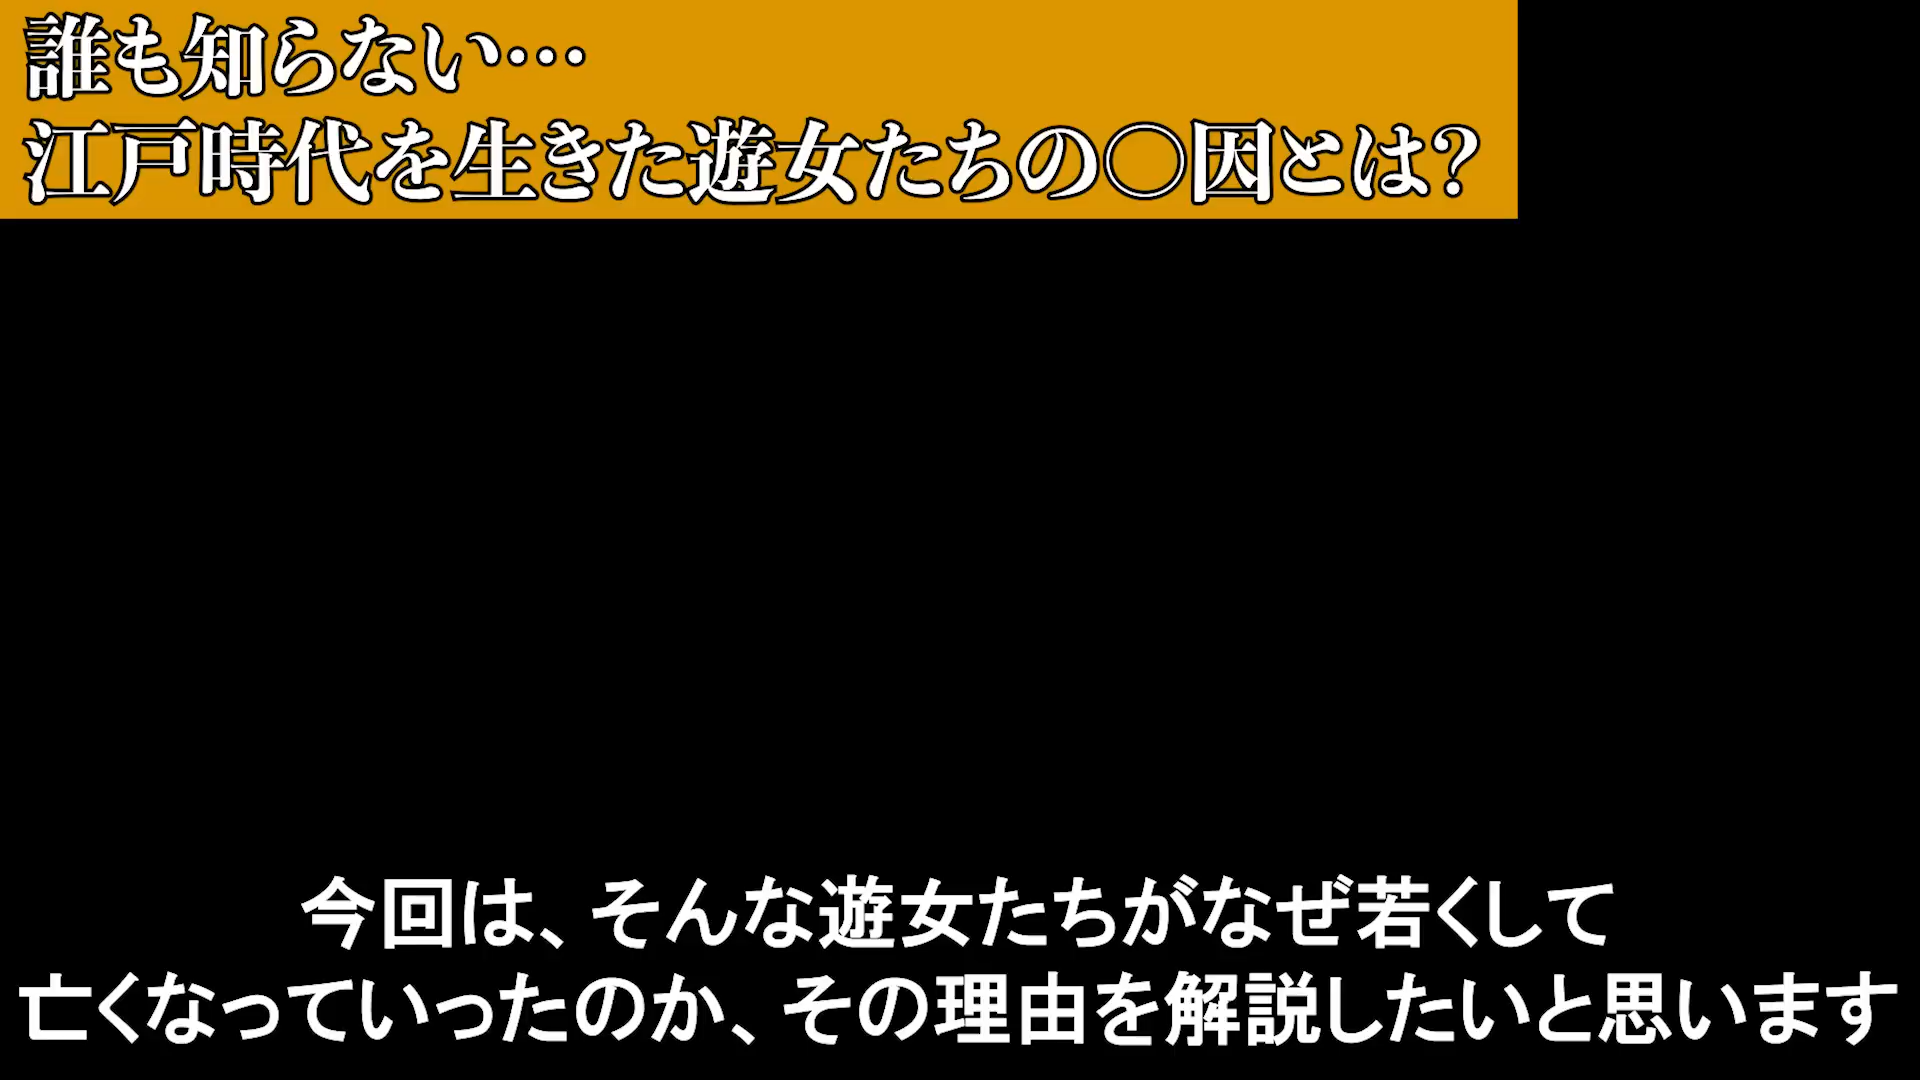 誰も知らない…
江戸時代を生きた遊女たちの〇因とは?
今回は、そんな遊女たちがなぜ若くして
亡くなっていったのか、その理由を解説したいと思います